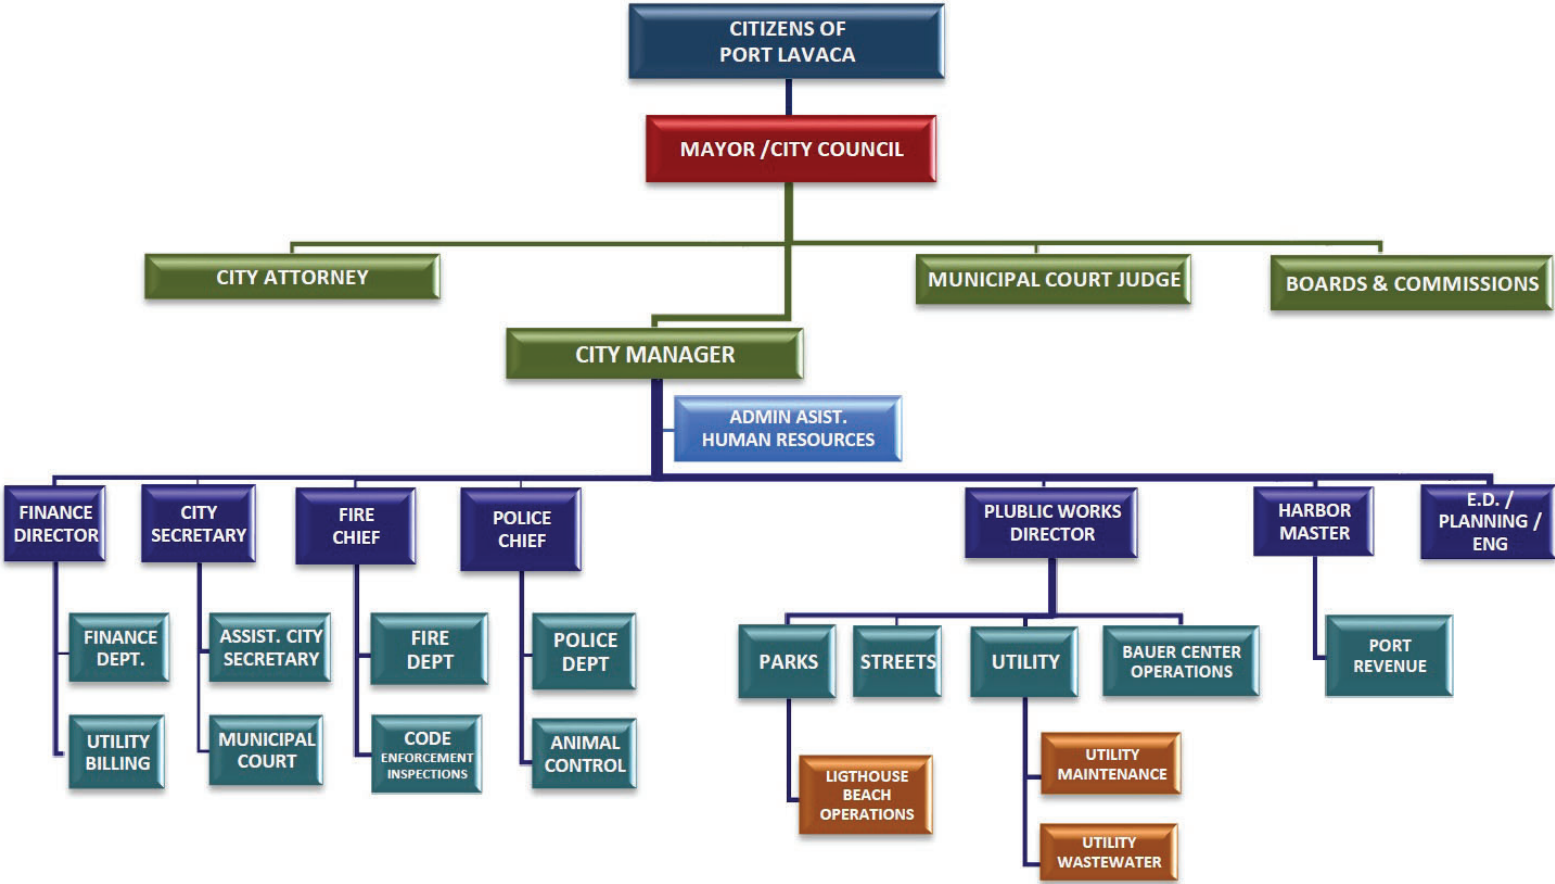 CITIZENS OF
PORT LAVACA
MAYOR /CITY COUNCIL
CITY ATTORNEY
MUNICIPAL COURT JUDGE
BOARDS & COMMISSIONS
CITY MANAGER
ADMIN ASIST.
HUMAN RESOURCES
FINANCE
DIRECTOR
CITY
SECRETARY
FIRE
CHIEF
POLICE
CHIEF
PLUBLIC WORKS
DIRECTOR
HARBOR
MASTER
E.D. /
PLANNING /
ENG
FINANCE
DEPT.
ASSIST. CITY
SECRETARY
FIRE
DEPT
POLICE
DEPT
PARKS
STREETS
UTILITY
BAUER CENTER
OPERATIONS
PORT
REVENUE
UTILITY
BILLING
MUNICIPAL
COURT
CODE
ENFORCEMENT
INSPECTIONS
ANIMAL
CONTROL
LIGTHOUSE
BEACH
OPERATIONS
UTILITY
MAINTENANCE
UTILITY
WASTEWATER